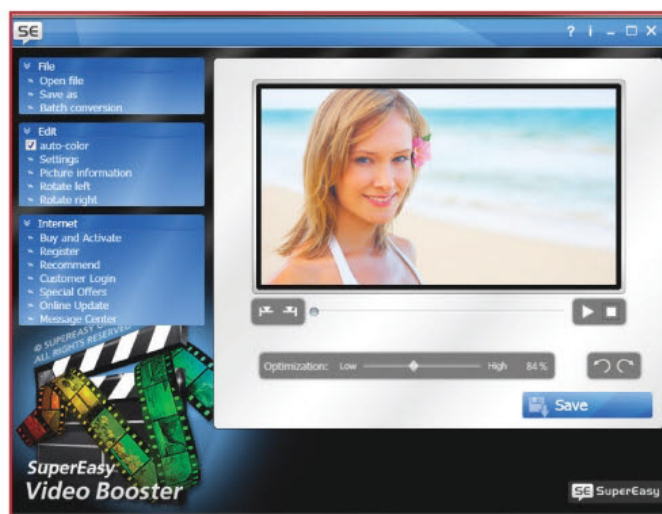 SE
? i
File
Open file
Save as
Batch conversion
Edit
auto-color
Settings
Picture information
Rotate left
Rotate right
Internet
Buy and Activate
Register
Recommend
Customer Login
Special Offers
Online Update
Message Center
© SUPEREASY
ALL RIGHTS RESERVED
Optimization: Low High 84 %
Save
SuperEasy
Video Booster
SE SuperEasy